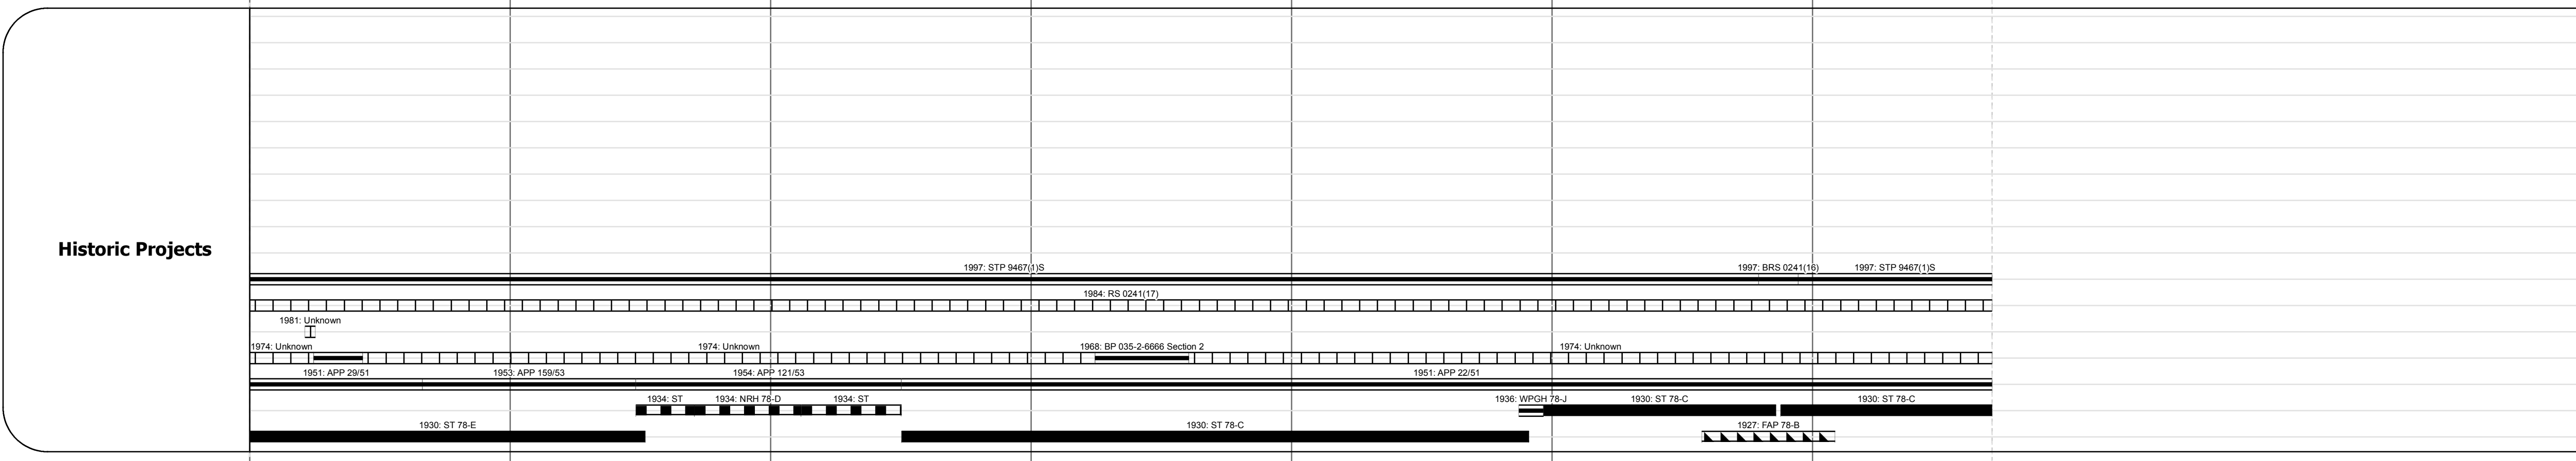 Historic Projects
1997: STP 9467(1)S 1997: BRS 0241(16) 1997: STP 9467(1)S
1984: RS 0241(17)
1981: Unknown
1974: Unknown 1974: Unknown 1968: BP 035-2-6666 Section 2 1974: Unknown
1951: APP 29/51 1953: APP 159/53 1954: APP 121/53 1951: APP 22/51
1934: ST 1934: NRH 78-D 1934: ST 1936: WPGH 78-J 1930: ST 78-C 1930: ST 78-C
1930: ST 78-E 1930: ST 78-C 1927: FAP 78-B